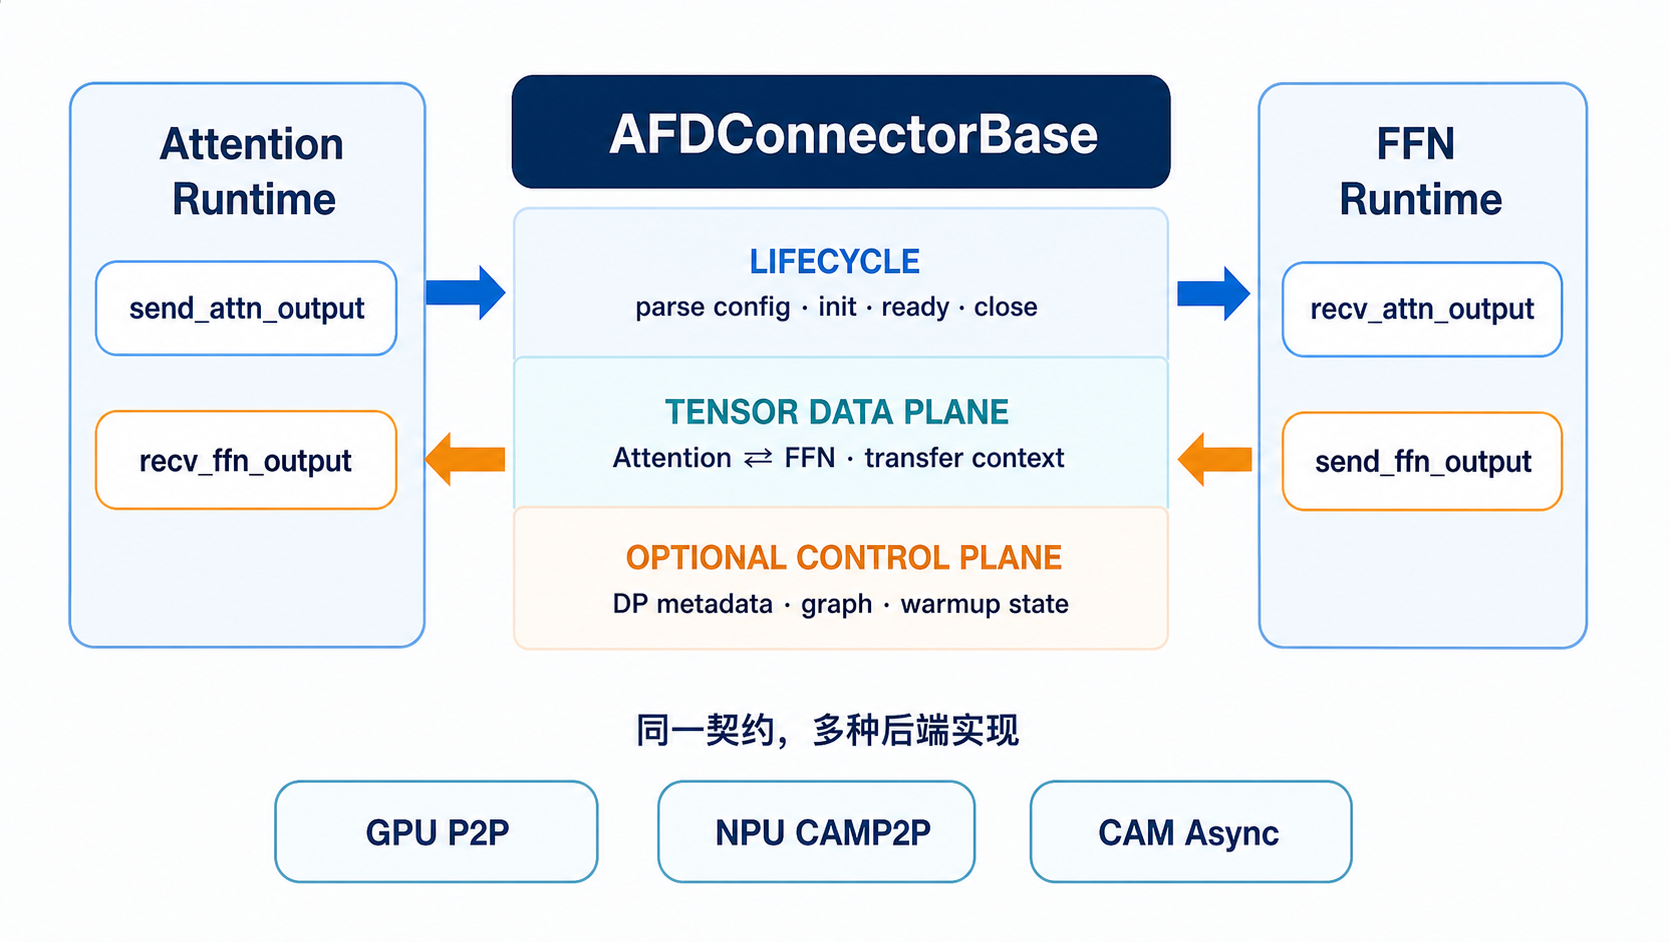 Attention
Runtime
send_attn_output
recv_ffn_output
AFDConnectorBase
LIFECYCLE
parse config · init · ready · close
TENSOR DATA PLANE
Attention ⇄ FFN · transfer context
OPTIONAL CONTROL PLANE
DP metadata · graph · warmup state
FFN
Runtime
recv_attn_output
send_ffn_output
同一契约，多种后端实现
GPU P2P
NPU CAMP2P
CAM Async